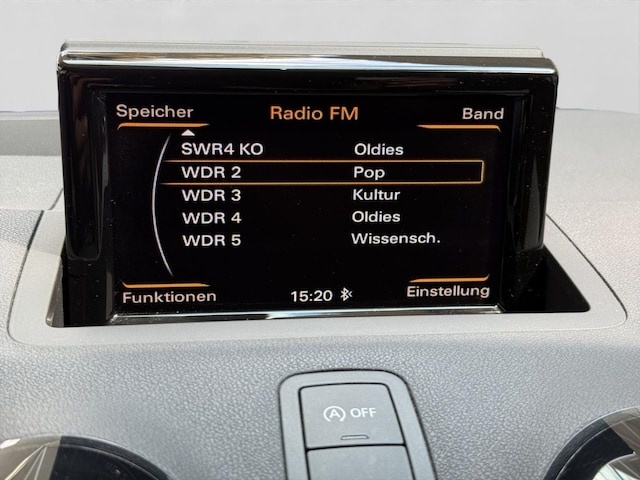 Speicher Radio FM Band
SWR4 KO Oldies
WDR 2 Pop
WDR 3 Kultur
WDR 4 Oldies
WDR 5 Wissensch.
Funktionen 15:20 Einstellung
A OFF